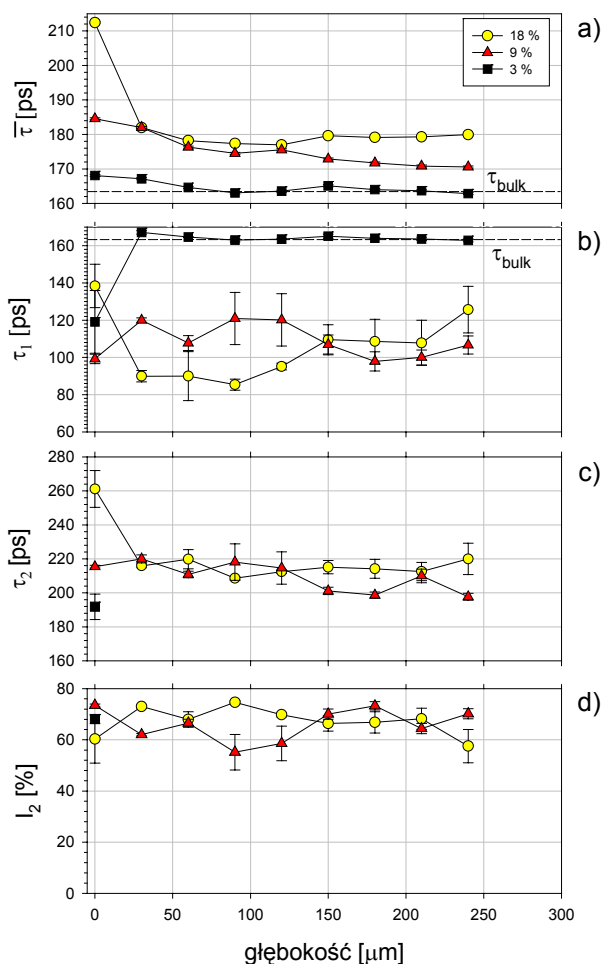 a)
210
200
190
180
170
160
τ̅ [ps]
18 %
9 %
3 %
τbulk
b)
160
140
120
100
80
60
τ1 [ps]
τbulk
c)
280
260
240
220
200
180
160
τ2 [ps]
d)
80
60
40
20
0
I2 [%]
0 50 100 150 200 250 300
głębokość [μm]